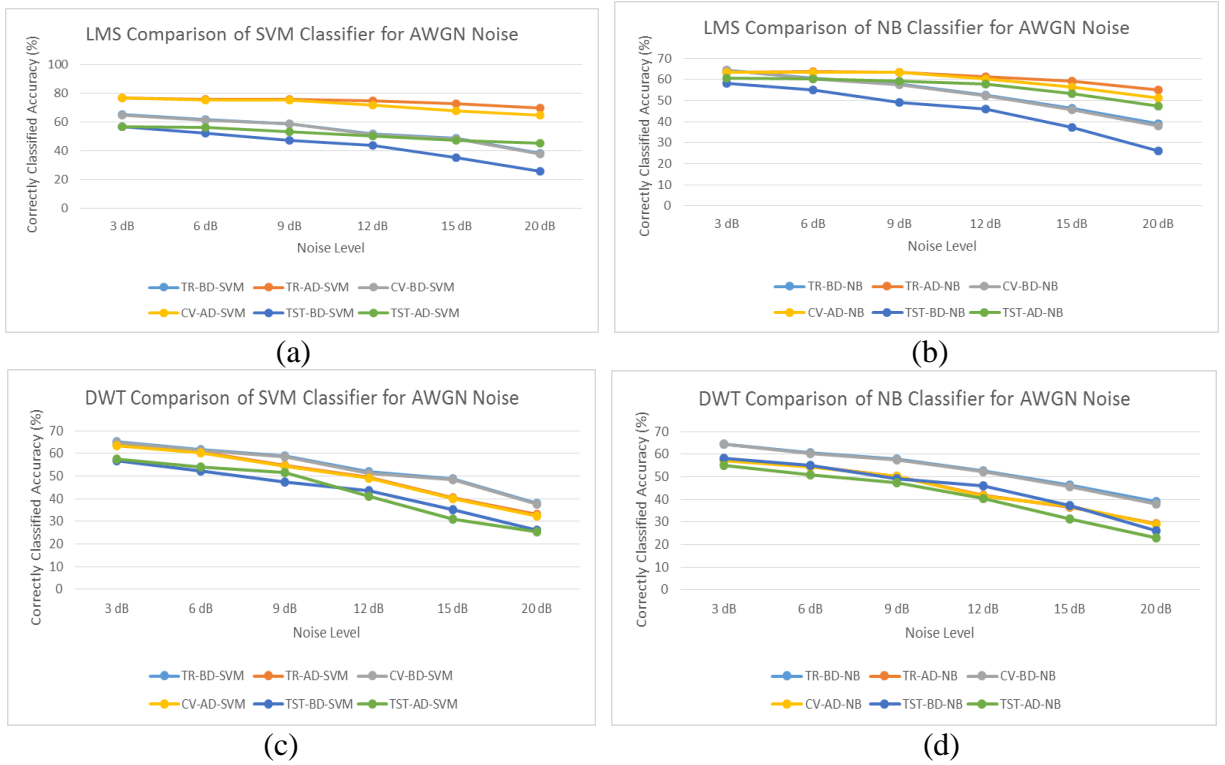 LMS Comparison of SVM Classifier for AWGN Noise
Correctly Classified Accuracy (%)
100
80
60
40
20
0
3 dB 6 dB 9 dB 12 dB 15 dB 20 dB
Noise Level
TR-BD-SVM TR-AD-SVM CV-BD-SVM
CV-AD-SVM TST-BD-SVM TST-AD-SVM
(a)
LMS Comparison of NB Classifier for AWGN Noise
Correctly Classified Accuracy (%)
70
60
50
40
30
20
10
0
3 dB 6 dB 9 dB 12 dB 15 dB 20 dB
Noise Level
TR-BD-NB TR-AD-NB CV-BD-NB
CV-AD-NB TST-BD-NB TST-AD-NB
(b)
DWT Comparison of SVM Classifier for AWGN Noise
Correctly Classified Accuracy (%)
70
60
50
40
30
20
10
0
3 dB 6 dB 9 dB 12 dB 15 dB 20 dB
Noise Level
TR-BD-SVM TR-AD-SVM CV-BD-SVM
CV-AD-SVM TST-BD-SVM TST-AD-SVM
(c)
DWT Comparison of NB Classifier for AWGN Noise
Correctly Classified Accuracy (%)
70
60
50
40
30
20
10
0
3 dB 6 dB 9 dB 12 dB 15 dB 20 dB
Noise Level
TR-BD-NB TR-AD-NB CV-BD-NB
CV-AD-NB TST-BD-NB TST-AD-NB
(d)